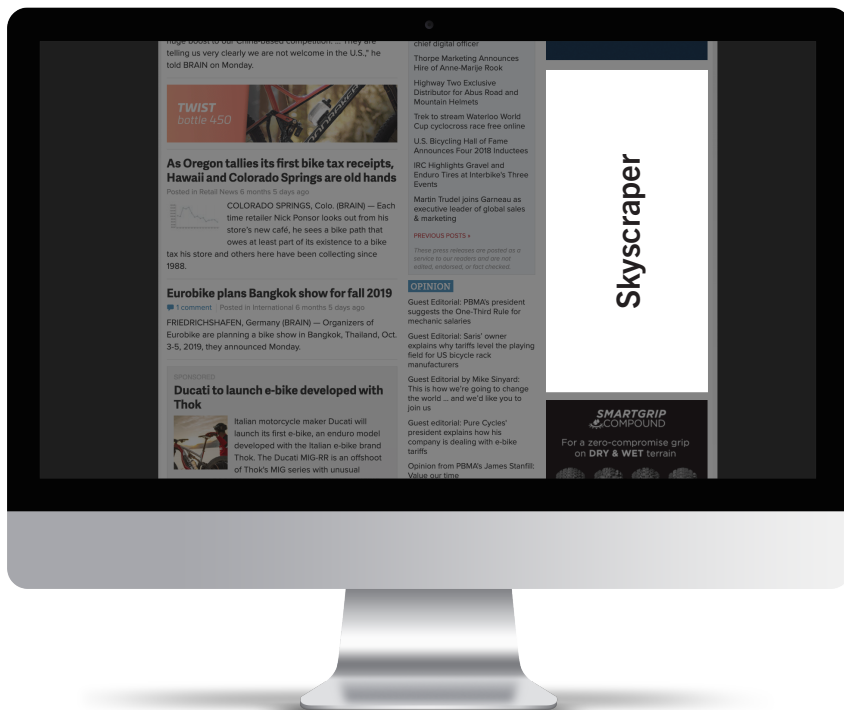 huge boost to our China-based competition. ... They are
telling us very clearly we are not welcome in the U.S.," he
told BRAIN on Monday.
TWIST
bottle 450
As Oregon tallies its first bike tax receipts,
Hawaii and Colorado Springs are old hands
Posted in Retail News 6 months 5 days ago
COLORADO SPRINGS, Colo. (BRAIN) — Each
time retailer Nick Ponsor looks out from his
store's new café, he sees a bike path that
owes at least part of its existence to a bike
tax his store and others here have been collecting since
1988.
Eurobike plans Bangkok show for fall 2019
1 comment | Posted in International 6 months 5 days ago
FRIEDRICHSHAFEN, Germany (BRAIN) — Organizers of
Eurobike are planning a bike show in Bangkok, Thailand, Oct.
3-5, 2019, they announced Monday.
SPONSORED
Ducati to launch e-bike developed with
Thok
Italian motorcycle maker Ducati will
launch its first e-bike, an enduro model
developed with the Italian e-bike brand
Thok. The Ducati MIG-RR is an offshoot
of Thok's MIG series with unusual
chief digital officer
Thorpe Marketing Announces
Hire of Anne-Marije Rook
Highway Two Exclusive
Distributor for Abus Road and
Mountain Helmets
Trek to stream Waterloo World
Cup cyclocross race free online
U.S. Bicycling Hall of Fame
Announces Four 2018 Inductees
IRC Highlights Gravel and
Enduro Tires at Interbike's Three
Events
Martin Trudel joins Garneau as
executive leader of global sales
& marketing
PREVIOUS POSTS »
These press releases are posted as a
service to our readers and are not
edited, endorsed, or fact checked.
OPINION
Guest Editorial: PBMA's president
suggests the One-Third Rule for
mechanic salaries
Guest Editorial: Saris' owner
explains why tariffs level the playing
field for US bicycle rack
manufacturers
Guest Editorial by Mike Sinyard:
This is how we're going to change
the world ... and we'd like you to
join us
Guest editorial: Pure Cycles'
president explains how his
company is dealing with e-bike
tariffs
Opinion from PBMA's James Stanfill:
Value our time
Skyscraper
SMARTGRIP
COMPOUND
For a zero-compromise grip
on DRY & WET terrain